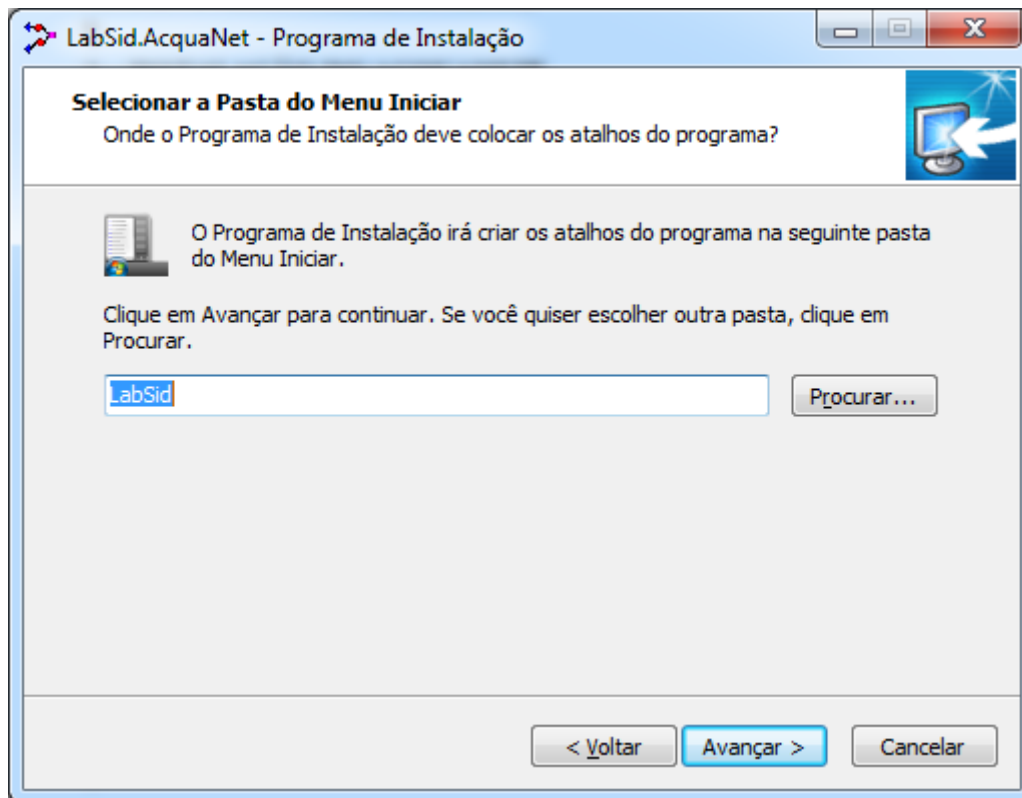 LabSid.AcquaNet - Programa de Instalação
Selecionar a Pasta do Menu Iniciar
Onde o Programa de Instalação deve colocar os atalhos do programa?
O Programa de Instalação irá criar os atalhos do programa na seguinte pasta
do Menu Iniciar.
Clique em Avançar para continuar. Se você quiser escolher outra pasta, clique em
Procurar.
LabSid
Procurar...
< Voltar
Avançar >
Cancelar